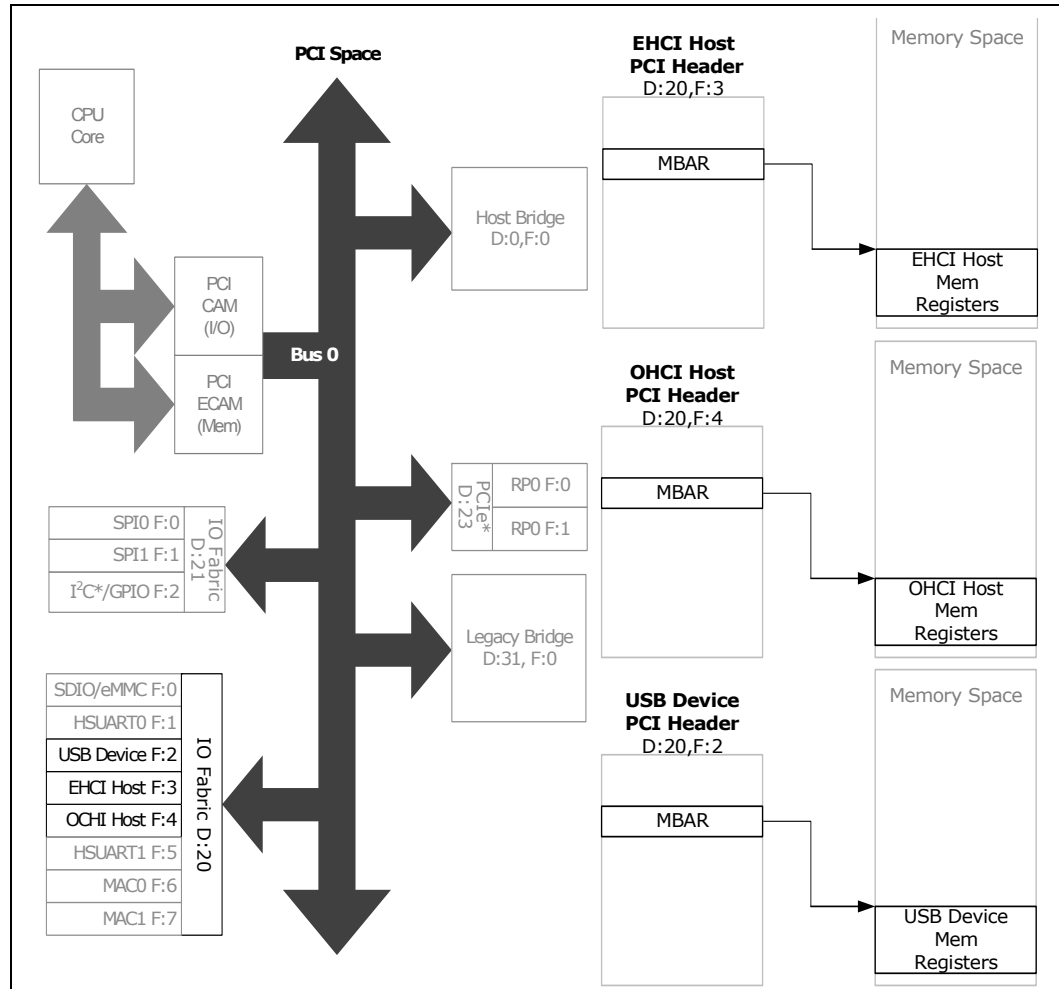 PCI Space
CPU
Core
PCI
CAM
(I/O)
PCI
ECAM
(Mem)
Bus 0
Host Bridge
D:0,F:0
PCIe*
D:23
RP0 F:0
RP0 F:1
Legacy Bridge
D:31, F:0
SPI0 F:0
SPI1 F:1
I²C*/GPIO F:2
IO Fabric
D:21
SDIO/eMMC F:0
HSUART0 F:1
USB Device F:2
EHCI Host F:3
OCHI Host F:4
HSUART1 F:5
MAC0 F:6
MAC1 F:7
IO Fabric D:20
EHCI Host
PCI Header
D:20,F:3
MBAR
Memory Space
EHCI Host
Mem
Registers
OHCI Host
PCI Header
D:20,F:4
MBAR
Memory Space
OHCI Host
Mem
Registers
USB Device
PCI Header
D:20,F:2
MBAR
Memory Space
USB Device
Mem
Registers